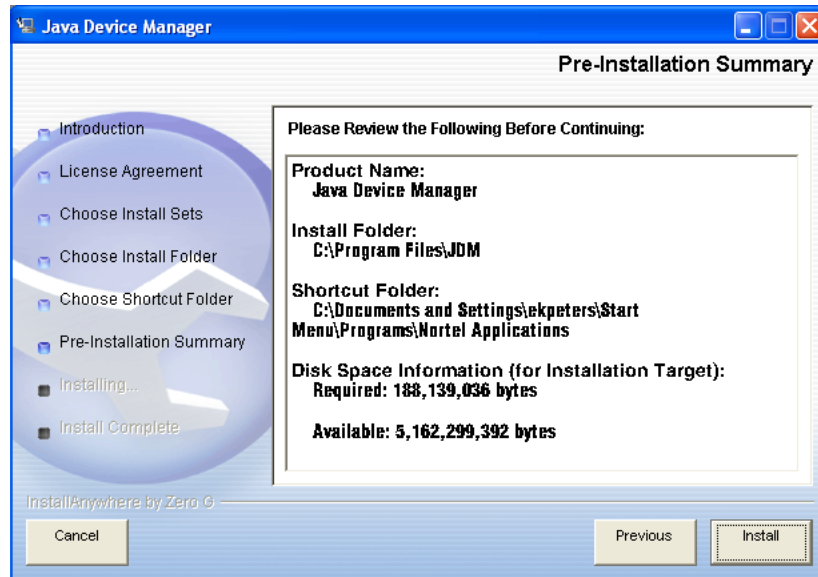 Java Device Manager
Pre-Installation Summary
Introduction
License Agreement
Choose Install Sets
Choose Install Folder
Choose Shortcut Folder
Pre-Installation Summary
Installing...
Install Complete
Please Review the Following Before Continuing:
Product Name:
Java Device Manager
Install Folder:
C:\Program Files\JDM
Shortcut Folder:
C:\Documents and Settings\ekpeters\Start
Menu\Programs\Nortel Applications
Disk Space Information (for Installation Target):
Required: 188,139,036 bytes
Available: 5,162,299,392 bytes
InstallAnywhere by Zero G
Cancel
Previous
Install